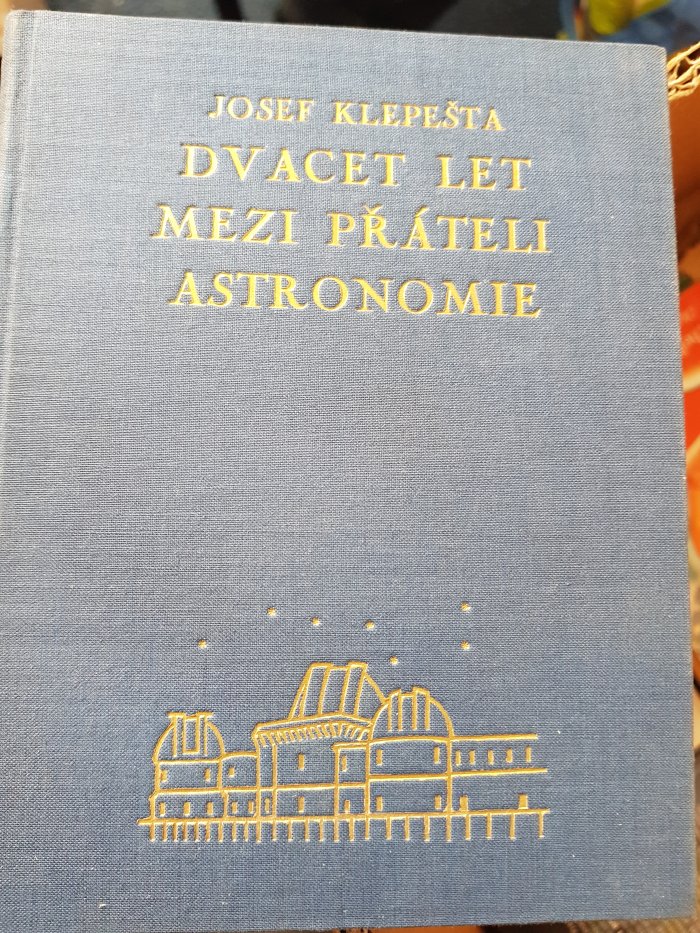 JOSEF KLEPEŠTA
DVACET LET
MEZI PŘÁTELI
ASTRONOMIE